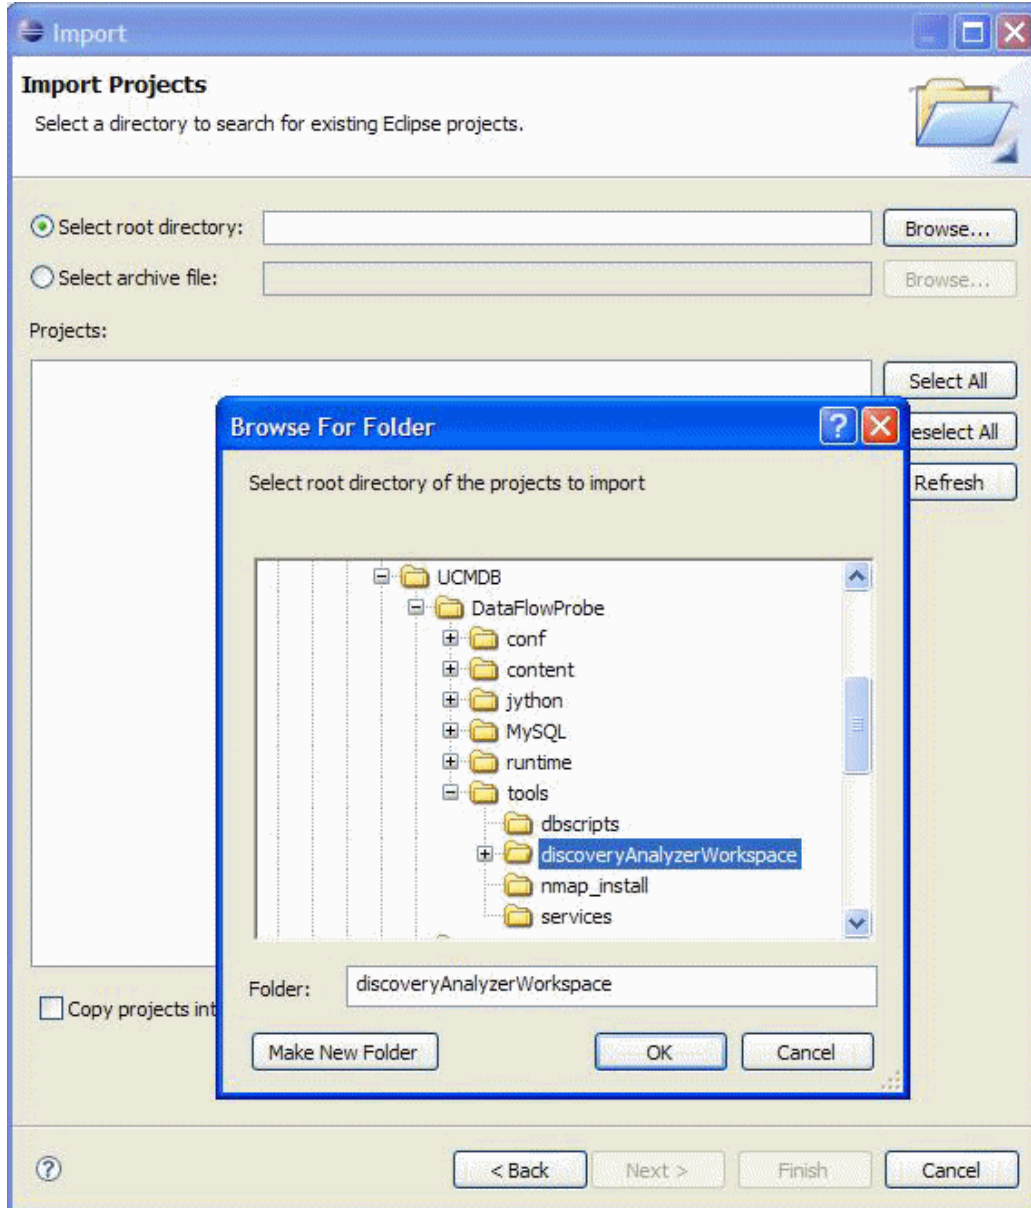 Import
Import Projects
Select a directory to search for existing Eclipse projects.
Select root directory:
Browse...
Select archive file:
Browse...
Projects:
Select All
eselect All
Refresh
Browse For Folder
Select root directory of the projects to import
UCMDB
DataFlowProbe
conf
content
jython
MySQL
runtime
tools
dbscripts
discoveryAnalyzerWorkspace
nmap_install
services
Folder: discoveryAnalyzerWorkspace
Make New Folder
OK
Cancel
Copy projects int
< Back
Next >
Finish
Cancel